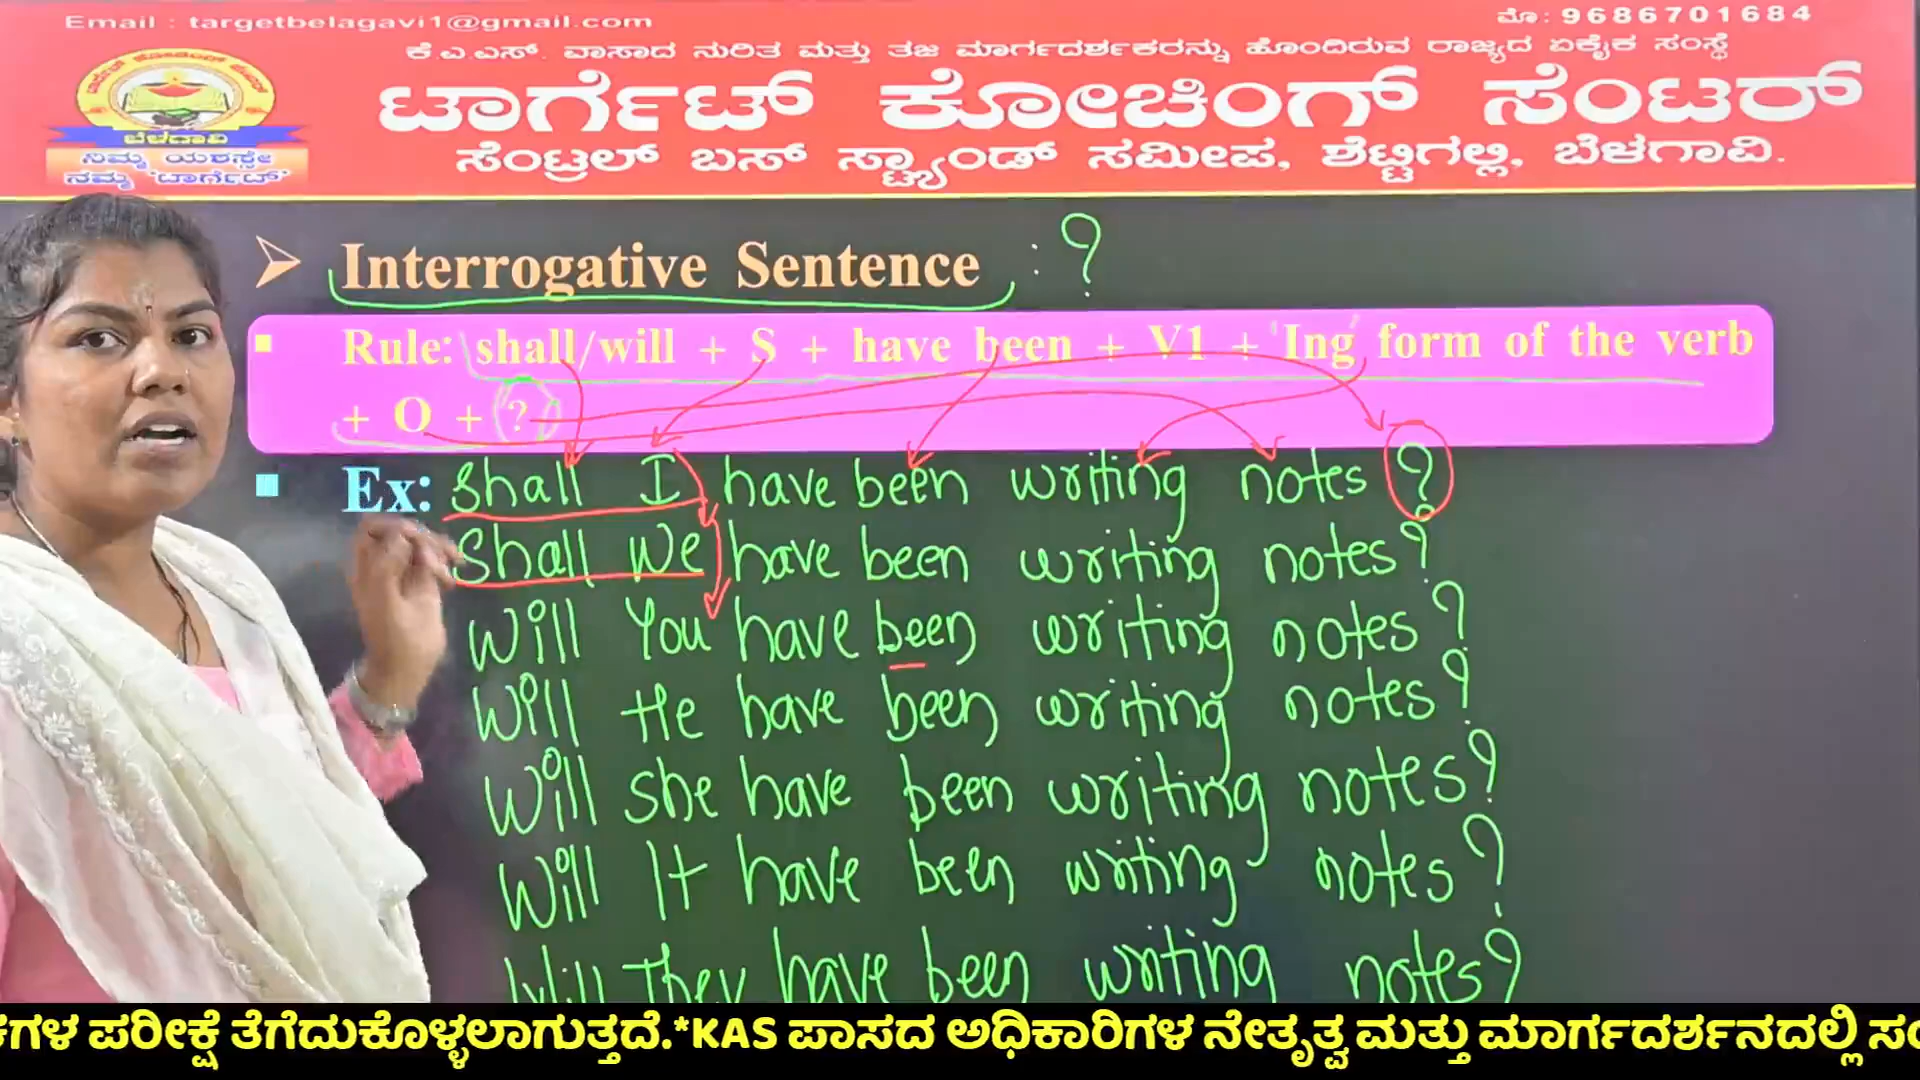 Email : targetbelagavi1@gmail.com
ಮೊ: 9686701684
ಕೆ.ಎ.ಎಸ್. ಪಾಸಾದ ನುರಿತ ಮತ್ತು ತಜ್ಞ ಮಾರ್ಗದರ್ಶಕರನ್ನು ಹೊಂದಿರುವ ರಾಜ್ಯದ ಏಕೈಕ ಸಂಸ್ಥೆ
ಟಾರ್ಗೆಟ್ ಕೋಚಿಂಗ್ ಸೆಂಟರ್
ಸೆಂಟ್ರಲ್ ಬಸ್ ಸ್ಟ್ಯಾಂಡ್ ಸಮೀಪ, ಶೆಟ್ಟಿಗಲ್ಲಿ, ಬೆಳಗಾವಿ.
ಬೆಳಗಾವಿ
ನಿಮ್ಮ ಯಶಸ್ಸೇ
ನಮ್ಮ 'ಟಾರ್ಗೆಟ್'
Interrogative Sentence : ?
Rule: shall/will + S + have been + V1 + 'Ing' form of the verb
+ O + ?
Ex: Shall I have been writing notes ?
Shall We have been writing notes?
Will You have been writing notes?
Will He have been writing notes?
Will she have been writing notes?
Will It have been writing notes?
Will They have been writing notes?
ಪರೀಕ್ಷೆ ತೆಗೆದುಕೊಳ್ಳಲಾಗುತ್ತದೆ.*KAS ಪಾಸದ ಅಧಿಕಾರಿಗಳ ನೇತೃತ್ವ ಮತ್ತು ಮಾರ್ಗದರ್ಶನದಲ್ಲಿ